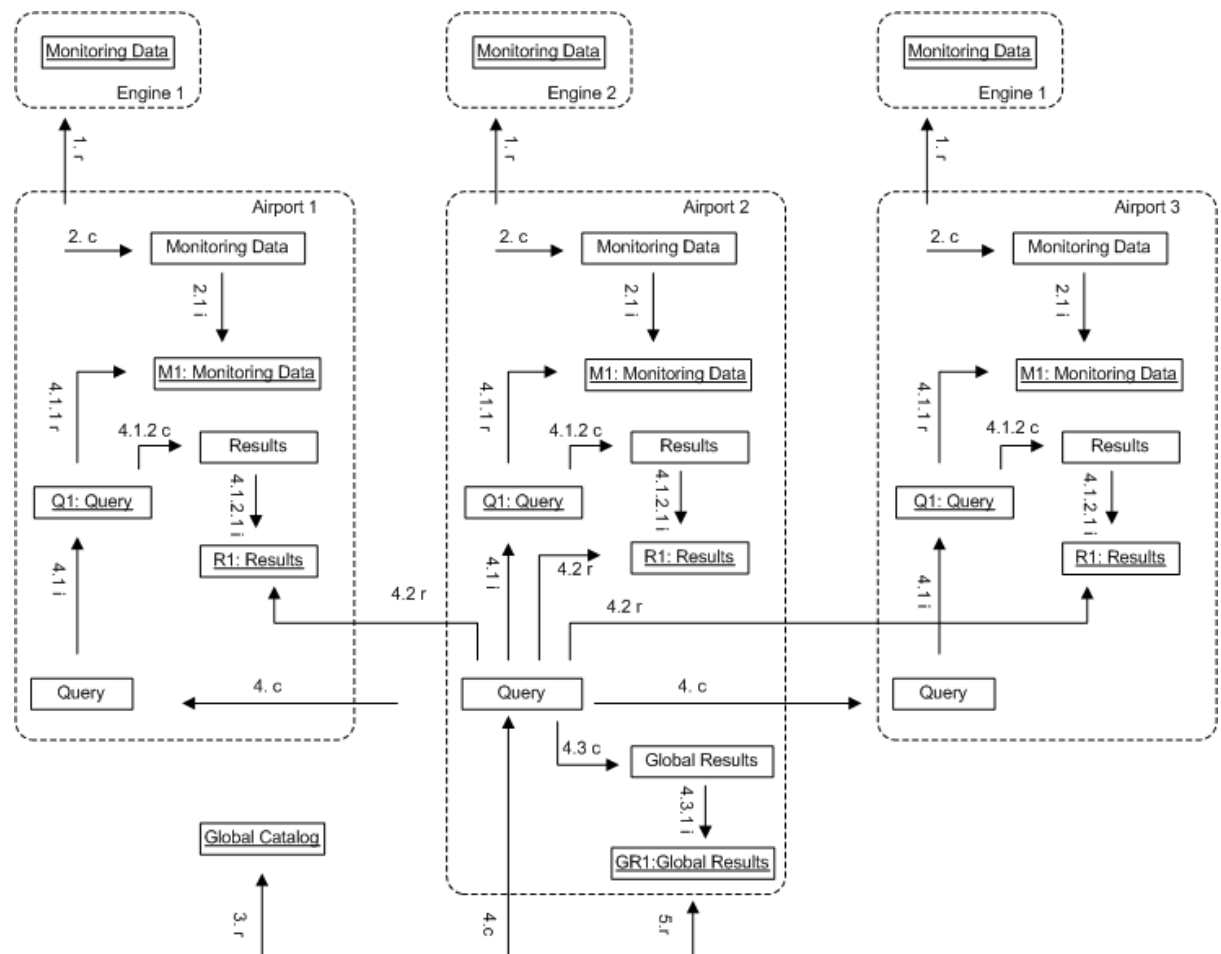 Monitoring Data
Engine 1
Monitoring Data
Engine 2
Monitoring Data
Engine 1
1. r
1. r
1. r
Airport 1
2. c
Monitoring Data
2.1 i
M1: Monitoring Data
4.1.1 r
4.1.2 c
Results
4.1.2.1 i
Q1: Query
R1: Results
4.1 i
Query
Airport 2
2. c
Monitoring Data
2.1 i
M1: Monitoring Data
4.1.1 r
4.1.2 c
Results
4.1.2.1 i
Q1: Query
R1: Results
4.1 i
4.2 r
4.2 r
4.2 r
Query
4. c
4. c
4.3 c
Global Results
4.3.1 i
GR1:Global Results
Airport 3
2. c
Monitoring Data
2.1 i
M1: Monitoring Data
4.1.1 r
4.1.2 c
Results
4.1.2.1 i
Q1: Query
R1: Results
4.1 i
Query
Global Catalog
3. r
4.c
5.r